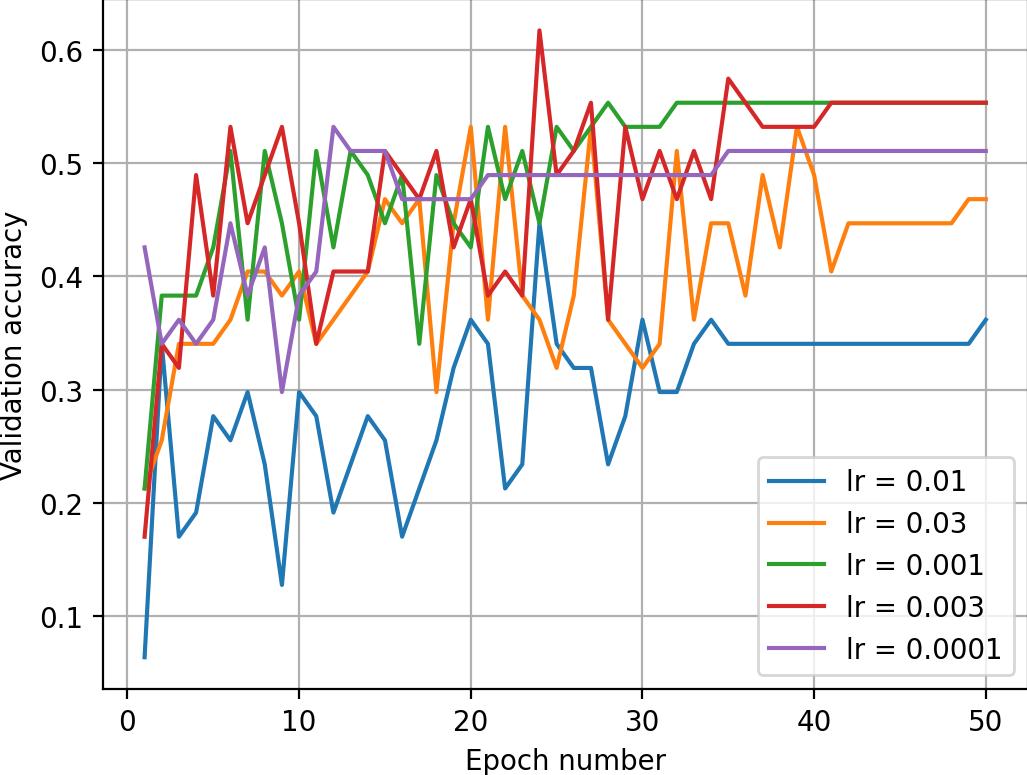 Validation accuracy
0.6
0.5
0.4
0.3
0.2
0.1
0 10 20 30 40 50
Epoch number
lr = 0.01
lr = 0.03
lr = 0.001
lr = 0.003
lr = 0.0001